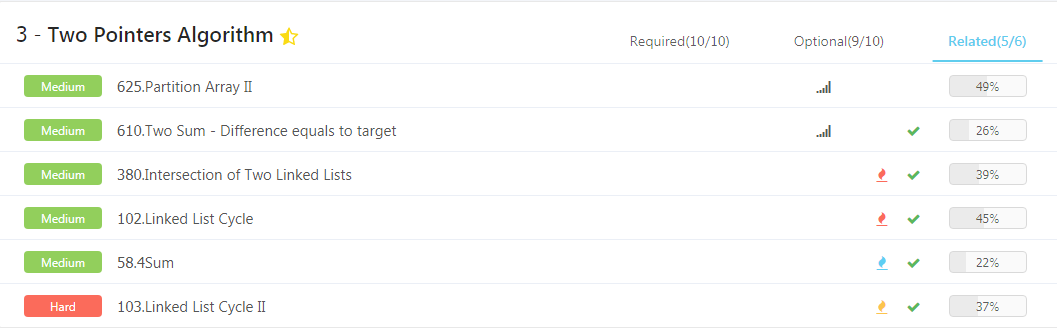 3 - Two Pointers Algorithm Required(10/10) Optional(9/10) Related(5/6)
Medium 625.Partition Array II 49%
Medium 610.Two Sum - Difference equals to target 26%
Medium 380.Intersection of Two Linked Lists 39%
Medium 102.Linked List Cycle 45%
Medium 58.4Sum 22%
Hard 103.Linked List Cycle II 37%